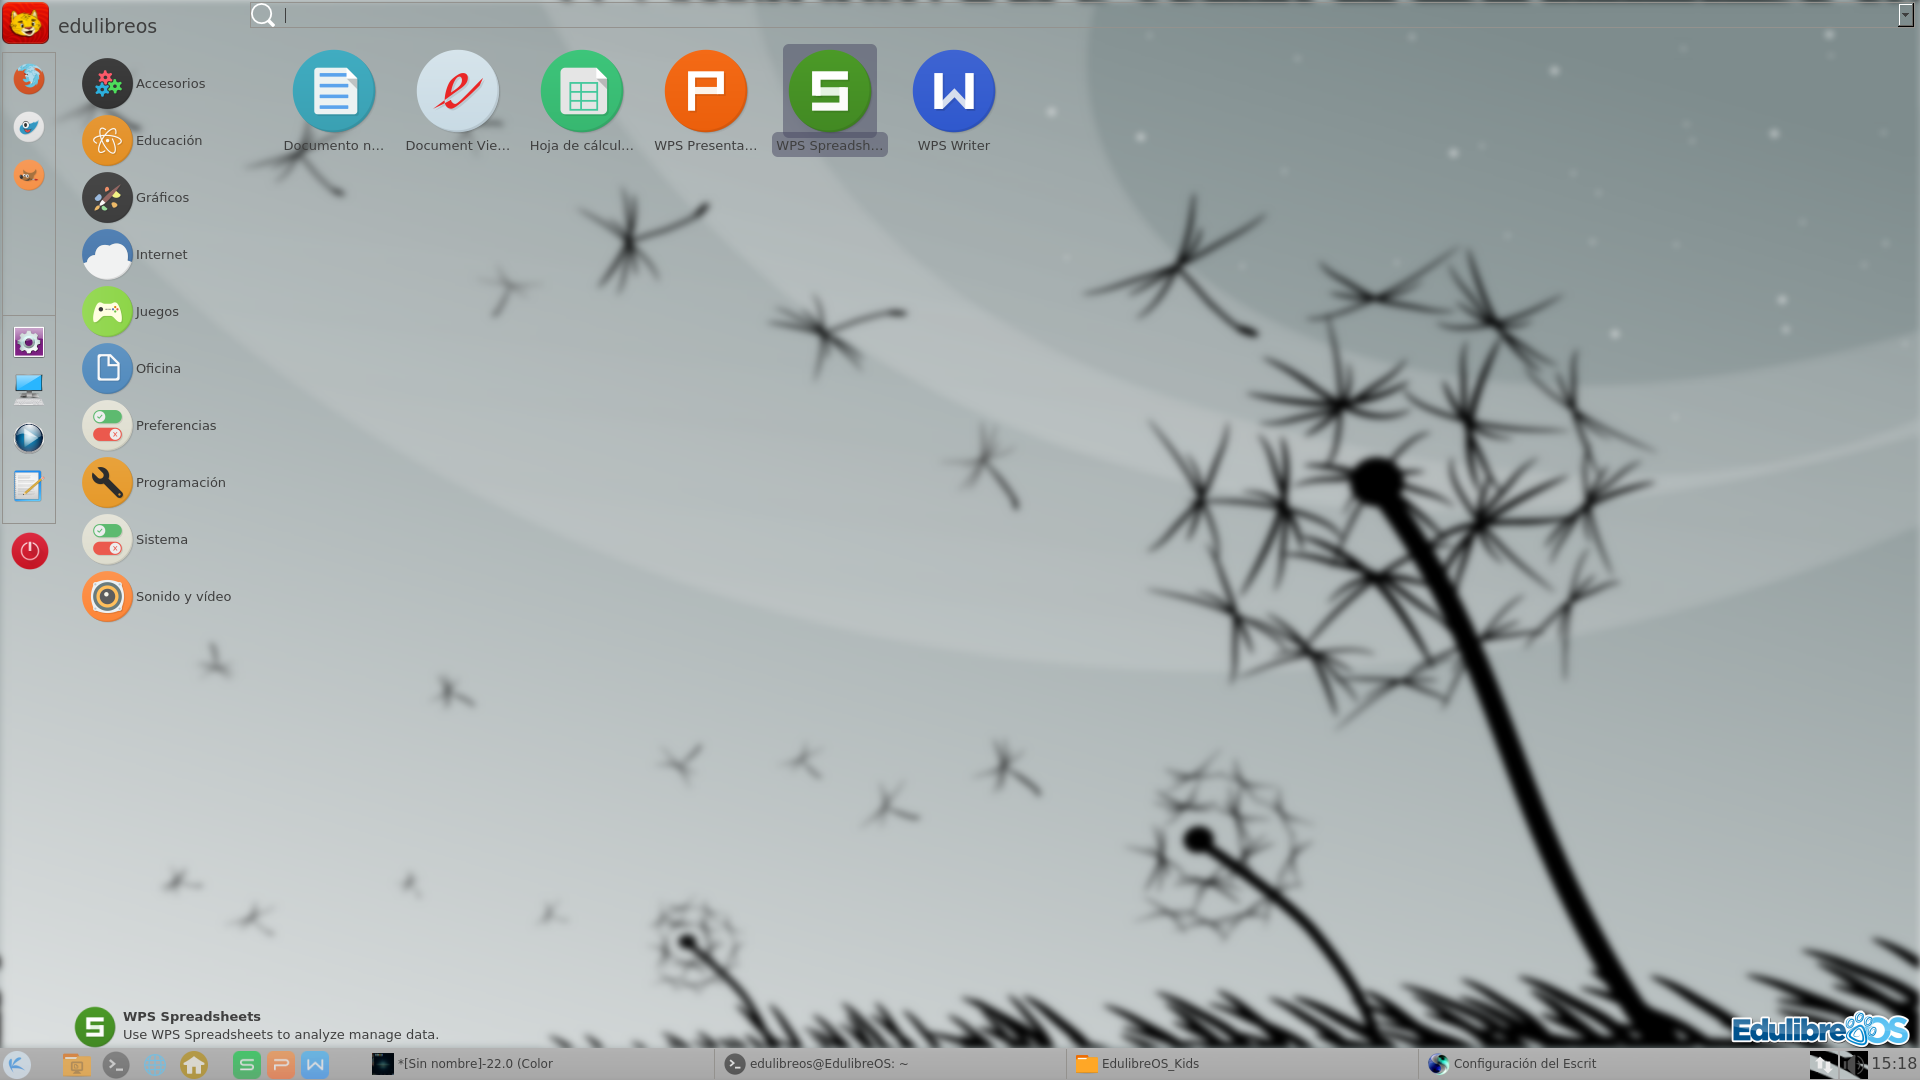 edulibreos
Accesorios
Educación
Gráficos
Internet
Juegos
Oficina
Preferencias
Programación
Sistema
Sonido y vídeo
Documento n...
Document Vie...
Hoja de cálcul...
WPS Presenta...
WPS Spreadsh...
WPS Writer
WPS Spreadsheets
Use WPS Spreadsheets to analyze manage data.
EdulibreOS
*[Sin nombre]-22.0 (Color
edulibreos@EdulibreOS: ~
EdulibreOS_Kids
Configuración del Escrit
15:18